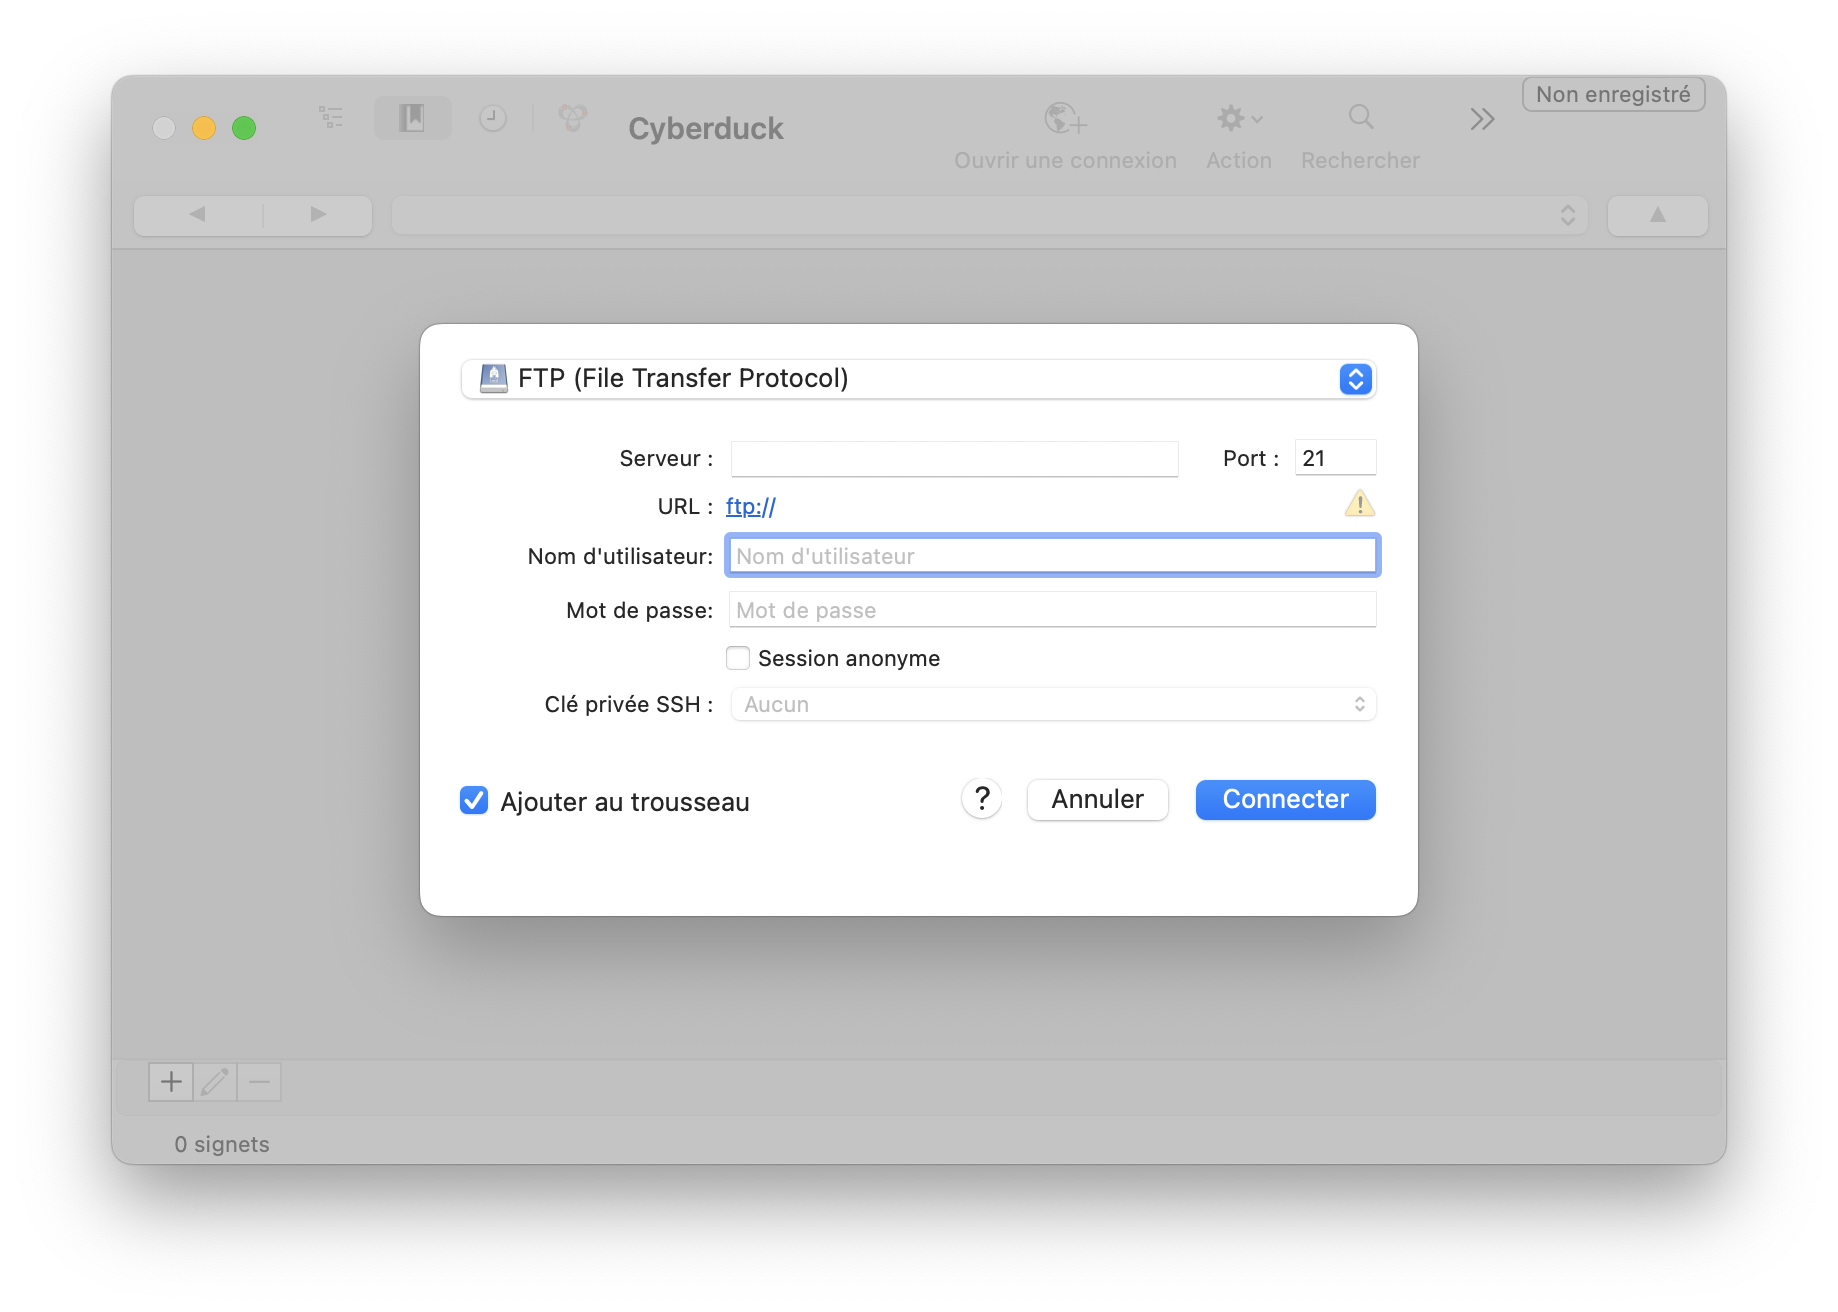 Non enregistré
Cyberduck
Ouvrir une connexion
Action
Rechercher
FTP (File Transfer Protocol)
Serveur :
Port : 21
URL : ftp://
Nom d'utilisateur: Nom d'utilisateur
Mot de passe: Mot de passe
Session anonyme
Clé privée SSH : Aucun
Ajouter au trousseau
?
Annuler
Connecter
0 signets